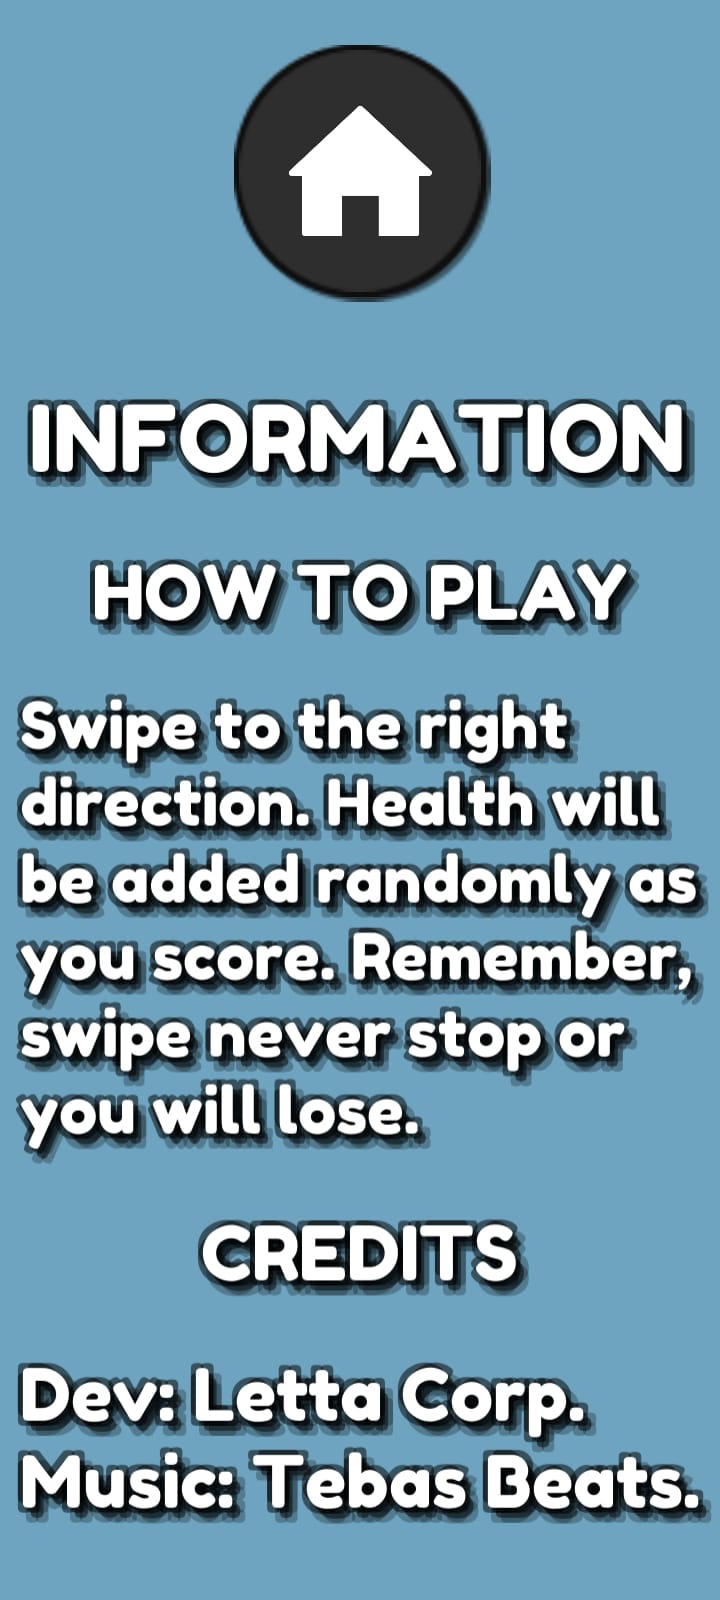 INFORMATION
HOW TO PLAY
Swipe to the right
direction. Health will
be added randomly as
you score. Remember,
swipe never stop or
you will lose.
CREDITS
Dev: Letta Corp.
Music: Tebas Beats.